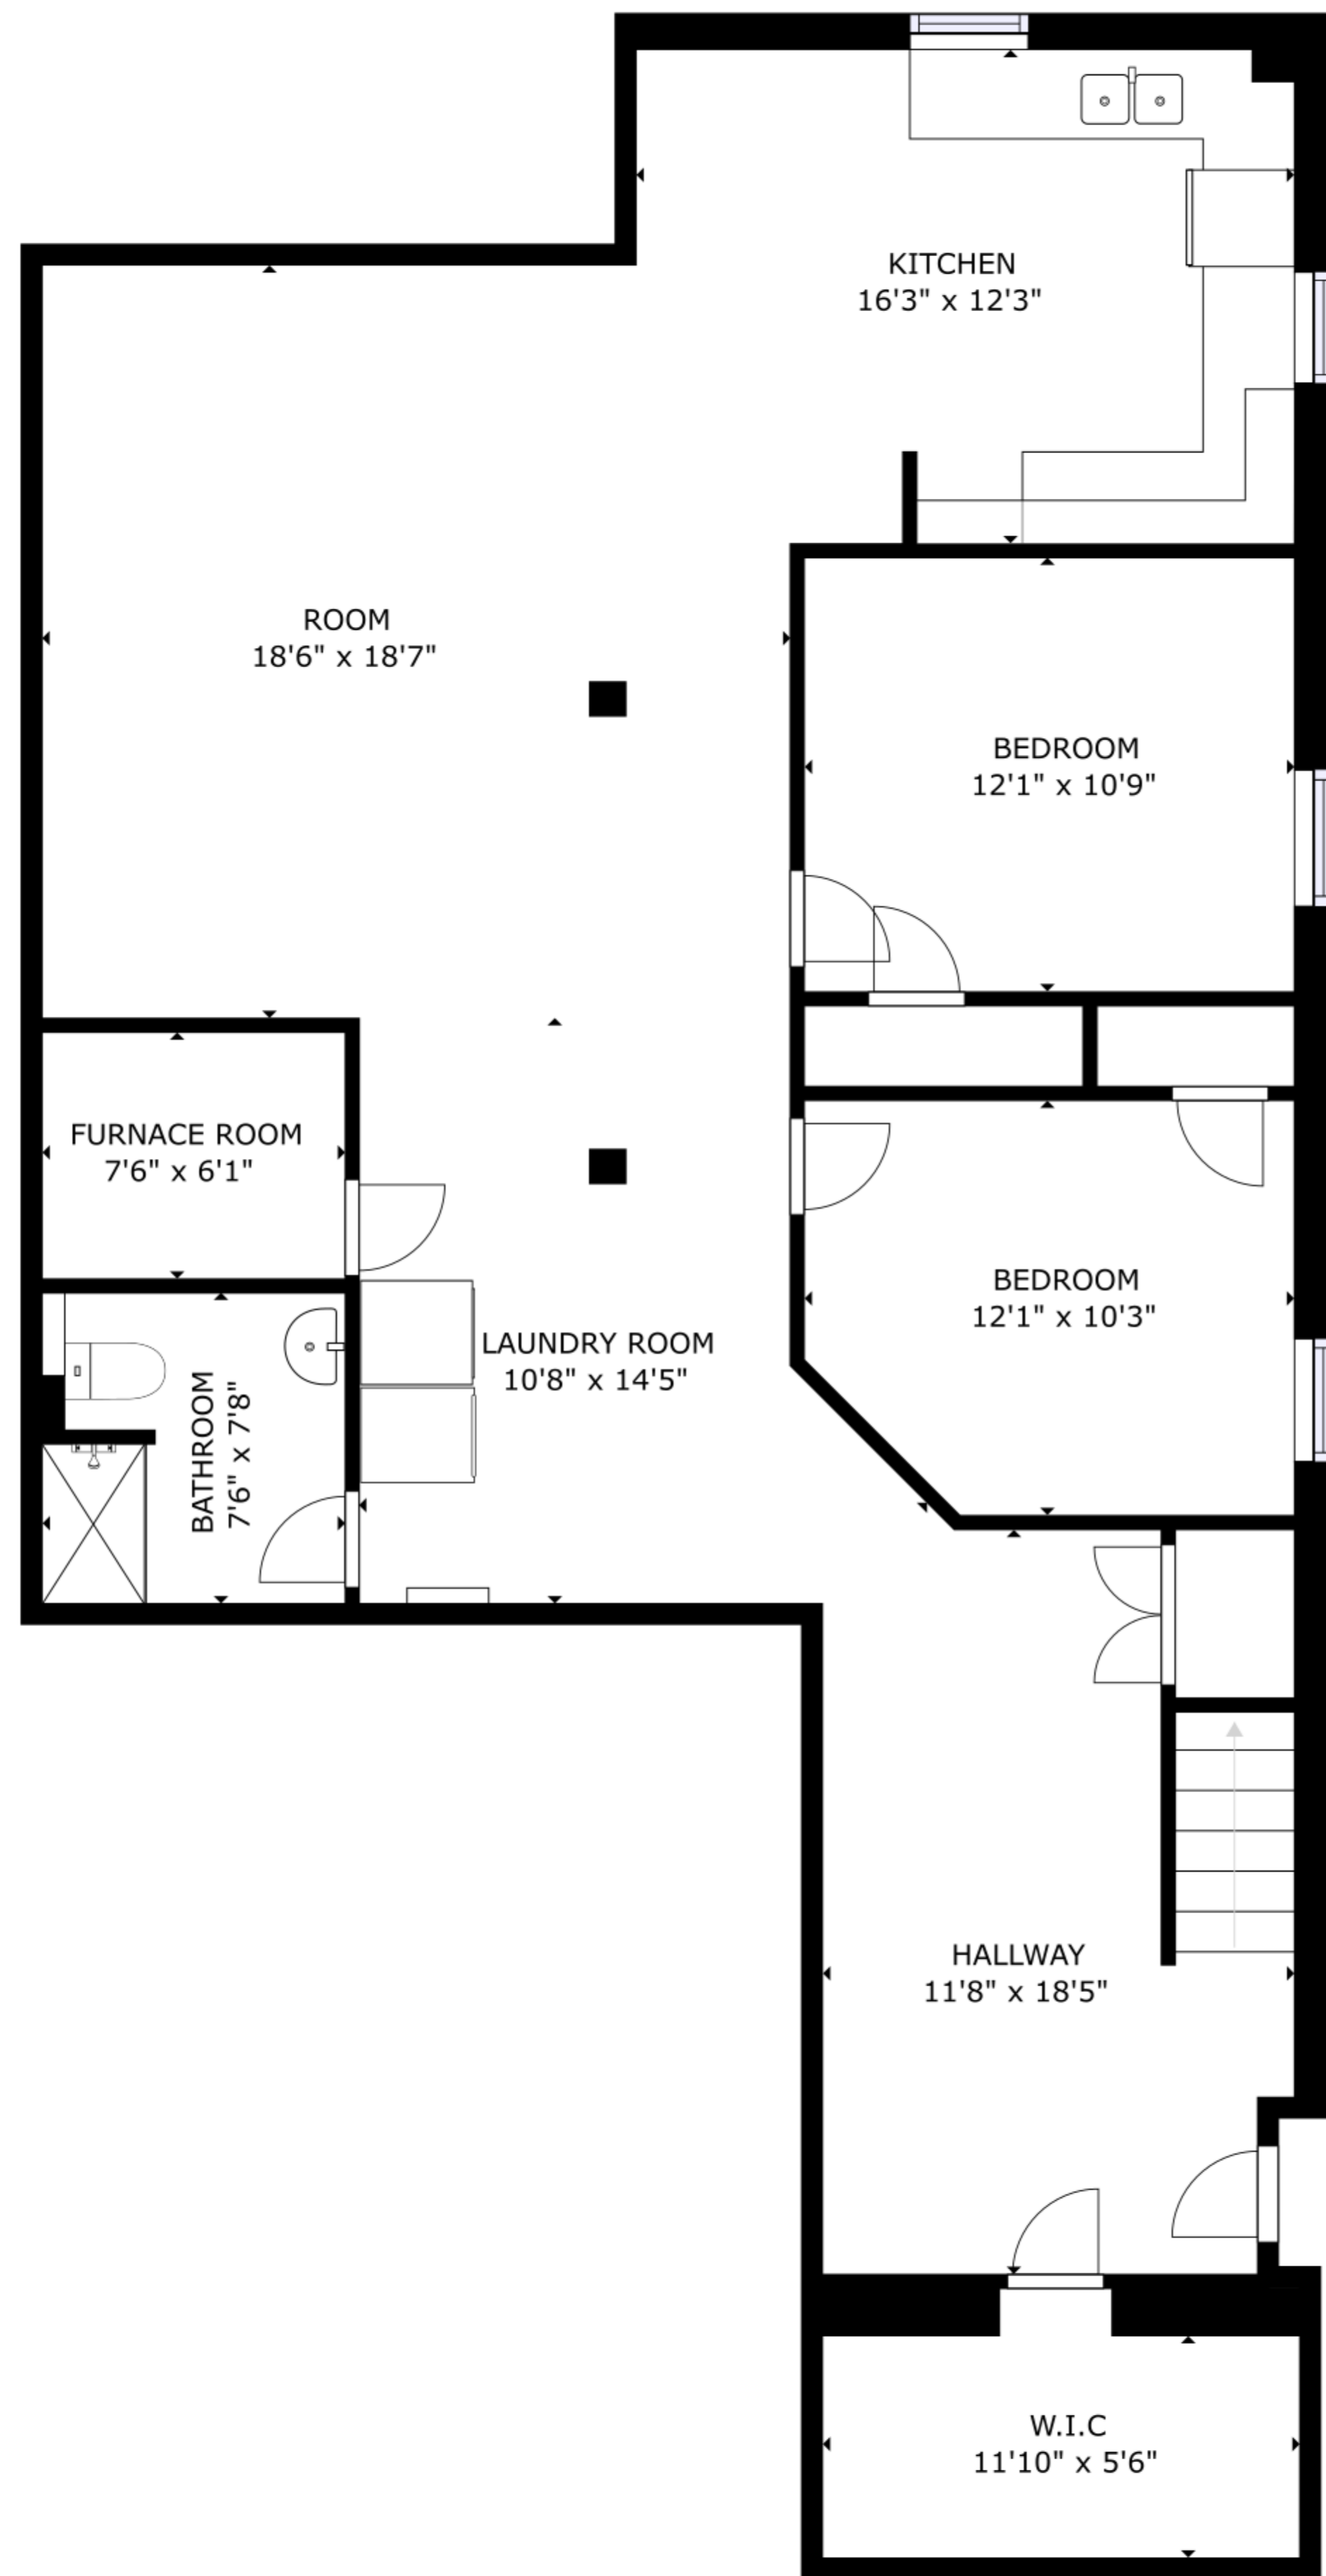 KITCHEN
16'3" x 12'3"
ROOM
18'6" x 18'7"
BEDROOM
12'1" x 10'9"
FURNACE ROOM
7'6" x 6'1"
BEDROOM
12'1" x 10'3"
LAUNDRY ROOM
10'8" x 14'5"
BATHROOM
7'6" x 7'8"
HALLWAY
11'8" x 18'5"
W.I.C
11'10" x 5'6"